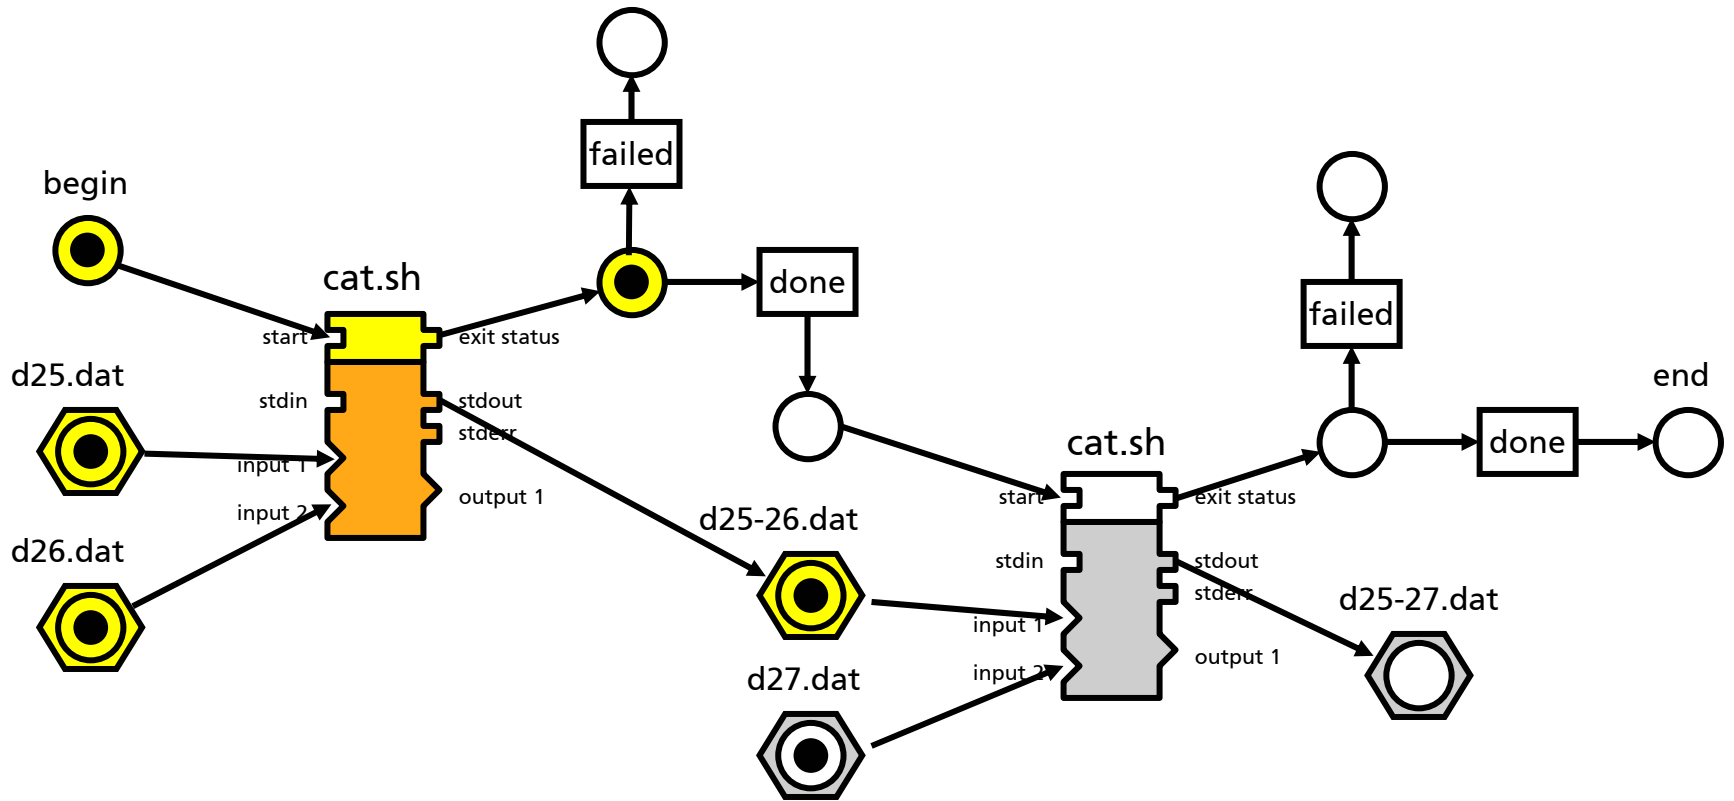 begin
failed
cat.sh
done
start
exit status
d25.dat
stdin
stdout
stderr
input 1
input 2
output 1
d26.dat
d25-26.dat
d27.dat
failed
end
done
cat.sh
start
exit status
stdin
stdout
stderr
input 1
input 2
output 1
d25-27.dat